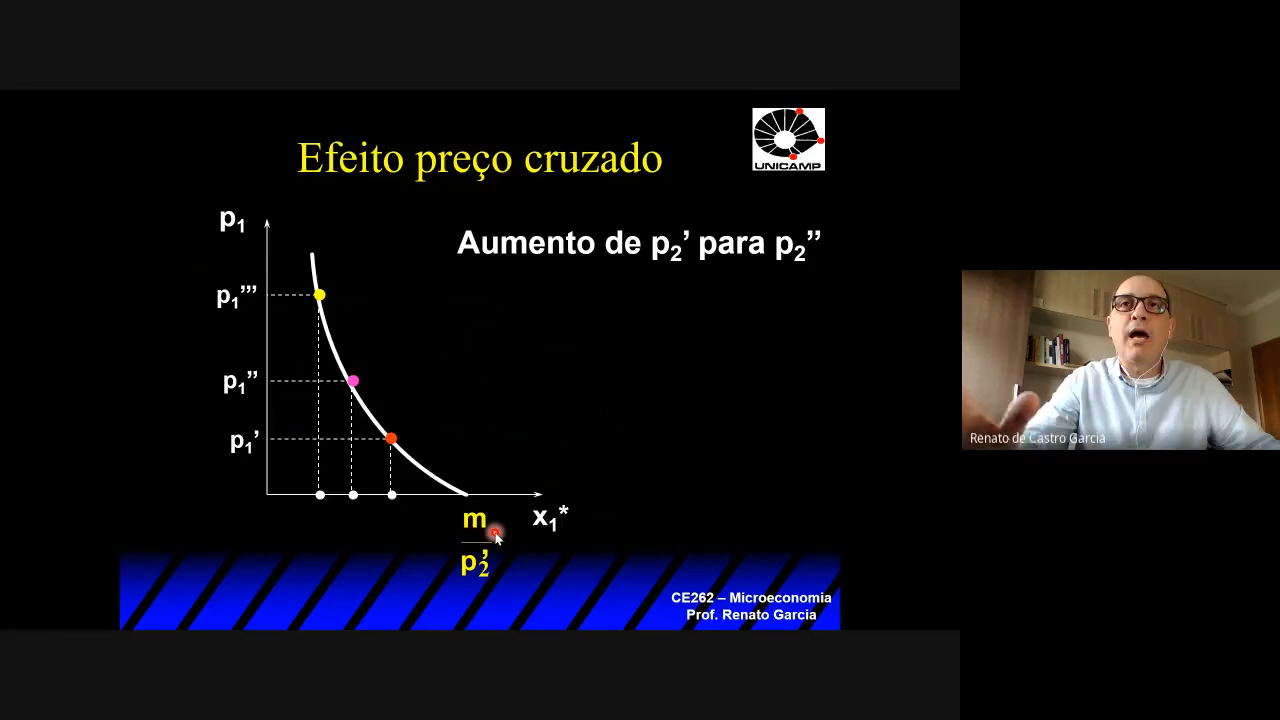 Efeito preço cruzado
UNICAMP
p₁
Aumento de p₂’ para p₂’’
p₁’’’
p₁’’
p₁’
m
x₁*
p₂’
CE262 – Microeconomia
Prof. Renato Garcia
Renato de Castro Garcia